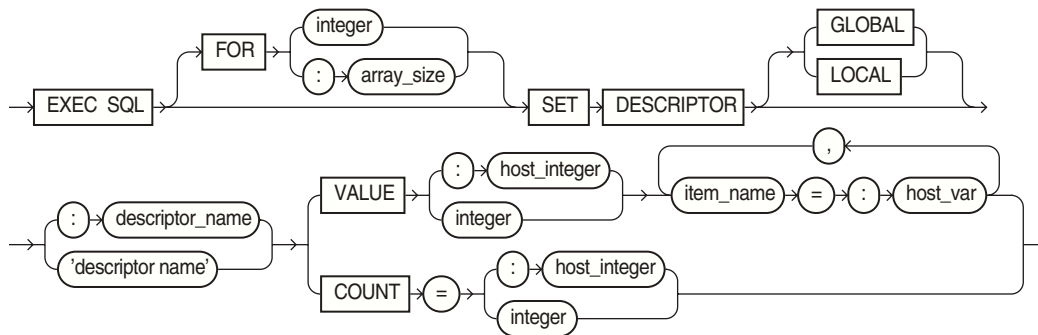 integer GLOBAL
FOR : array_size LOCAL
EXEC SQL SET DESCRIPTOR
,
: host_integer
: descriptor_name VALUE integer item_name = : host_var
'descriptor name'
: host_integer
COUNT = integer